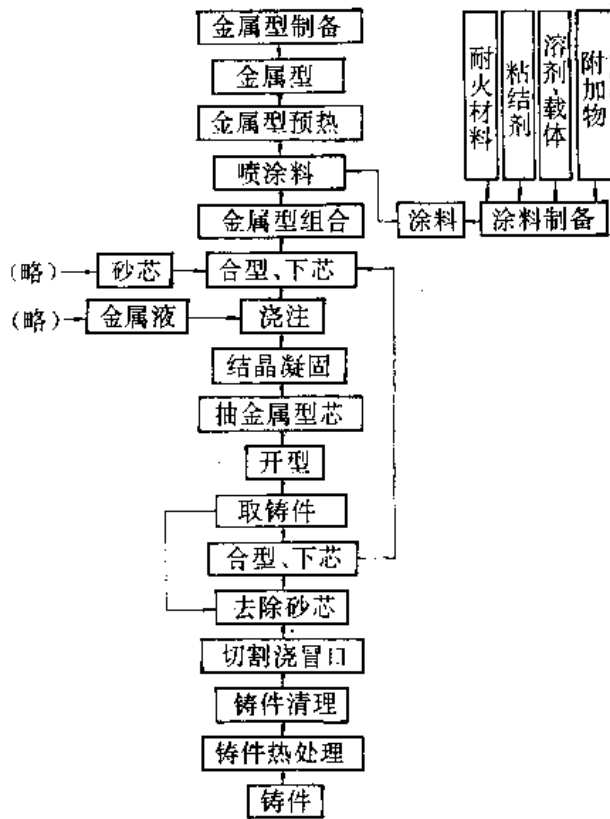 金属型制备
金属型
金属型预热
喷涂料
金属型组合
合型、下芯
浇注
结晶凝固
抽金属型芯
开型
取铸件
合型、下芯
去除砂芯
切割浇冒口
铸件清理
铸件热处理
铸件
(略)
砂芯
(略)
金属液
耐火材料
粘结剂
溶剂、载体
附加物
涂料
涂料制备